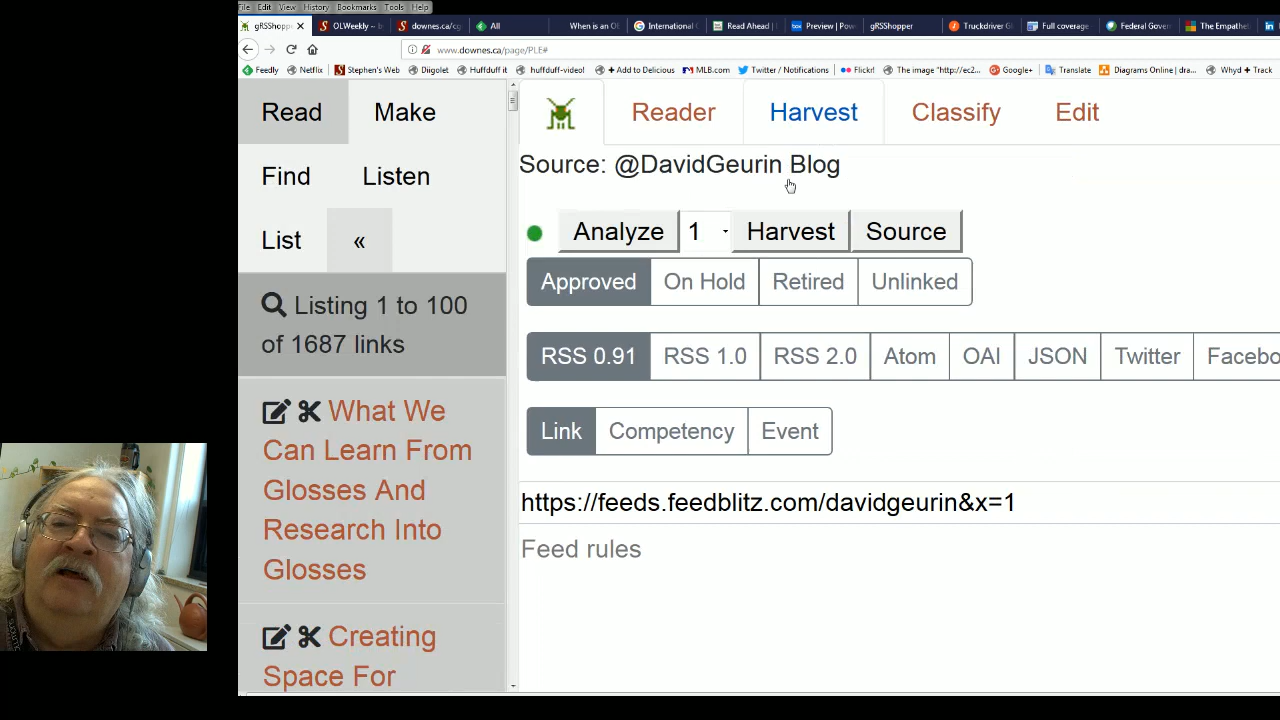 File Edit View History Bookmarks Tools Help
gRSShopp
OLWeekly ~ b
downes.ca/cg
All
When is an O
International
Read Ahead |
Preview | Pow
gRSShopper
Truckdriver G
Full coverage
Federal Gover
The Empathe
www.downes.ca/page/PLE#
Feedly Netflix Stephen's Web Diigolet Huffduff it huffduff-video! + Add to Delicious MLB.com Twitter / Notifications Flickr! The image "http://ec2... Google+ Translate Diagrams Online | dra... Whyd + Track
Read Make
Find Listen
List «
Listing 1 to 100
of 1687 links
What We
Can Learn From
Glosses And
Research Into
Glosses
Creating
Space For
Reader Harvest Classify Edit
Source: @DavidGeurin Blog
Analyze 1 Harvest Source
Approved On Hold Retired Unlinked
RSS 0.91 RSS 1.0 RSS 2.0 Atom OAI JSON Twitter Facebo
Link Competency Event
https://feeds.feedblitz.com/davidgeurin&x=1
Feed rules